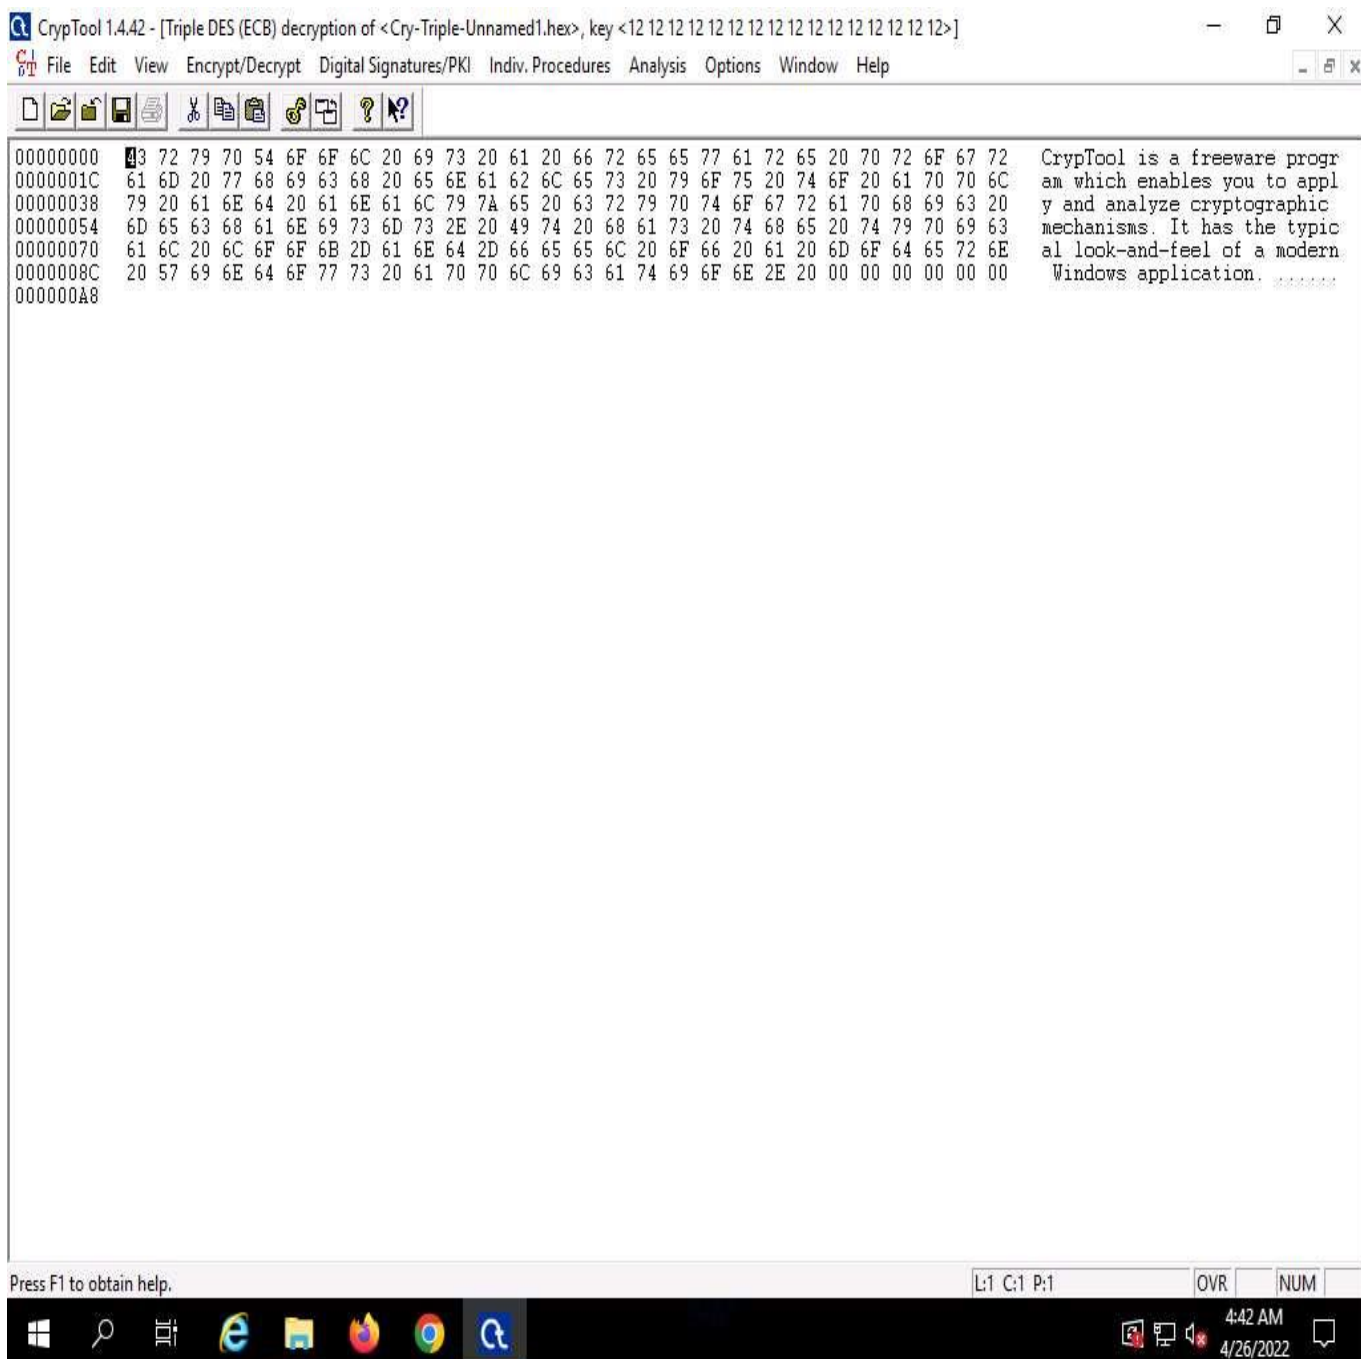 CrypTool 1.4.42 - [Triple DES (ECB) decryption of <Cry-Triple-Unnamed1.hex>, key <12 12 12 12 12 12 12 12 12 12 12 12 12 12 12 12>]
File Edit View Encrypt/Decrypt Digital Signatures/PKI Indiv. Procedures Analysis Options Window Help
00000000 43 72 79 70 54 6F 6F 6C 20 69 73 20 61 20 66 72 65 65 77 61 72 65 20 70 72 6F 67 72 CrypTool is a freeware progr
0000001C 61 6D 20 77 68 69 63 68 20 65 6E 61 62 6C 65 73 20 79 6F 75 20 74 6F 20 61 70 70 6C am which enables you to appl
00000038 79 20 61 6E 64 20 61 6E 61 6C 79 7A 65 20 63 72 79 70 74 6F 67 72 61 70 68 69 63 20 y and analyze cryptographic
00000054 6D 65 63 68 61 6E 69 73 6D 73 2E 20 49 74 20 68 61 73 20 74 68 65 20 74 79 70 69 63 mechanisms. It has the typic
00000070 61 6C 20 6C 6F 6F 6B 2D 61 6E 64 2D 66 65 65 6C 20 6F 66 20 61 20 6D 6F 64 65 72 6E al look-and-feel of a modern
0000008C 20 57 69 6E 64 6F 77 73 20 61 70 70 6C 69 63 61 74 69 6F 6E 2E 20 00 00 00 00 00 00 Windows application. ......
000000A8
Press F1 to obtain help. L:1 C:1 P:1 OVR NUM
4:42 AM
4/26/2022